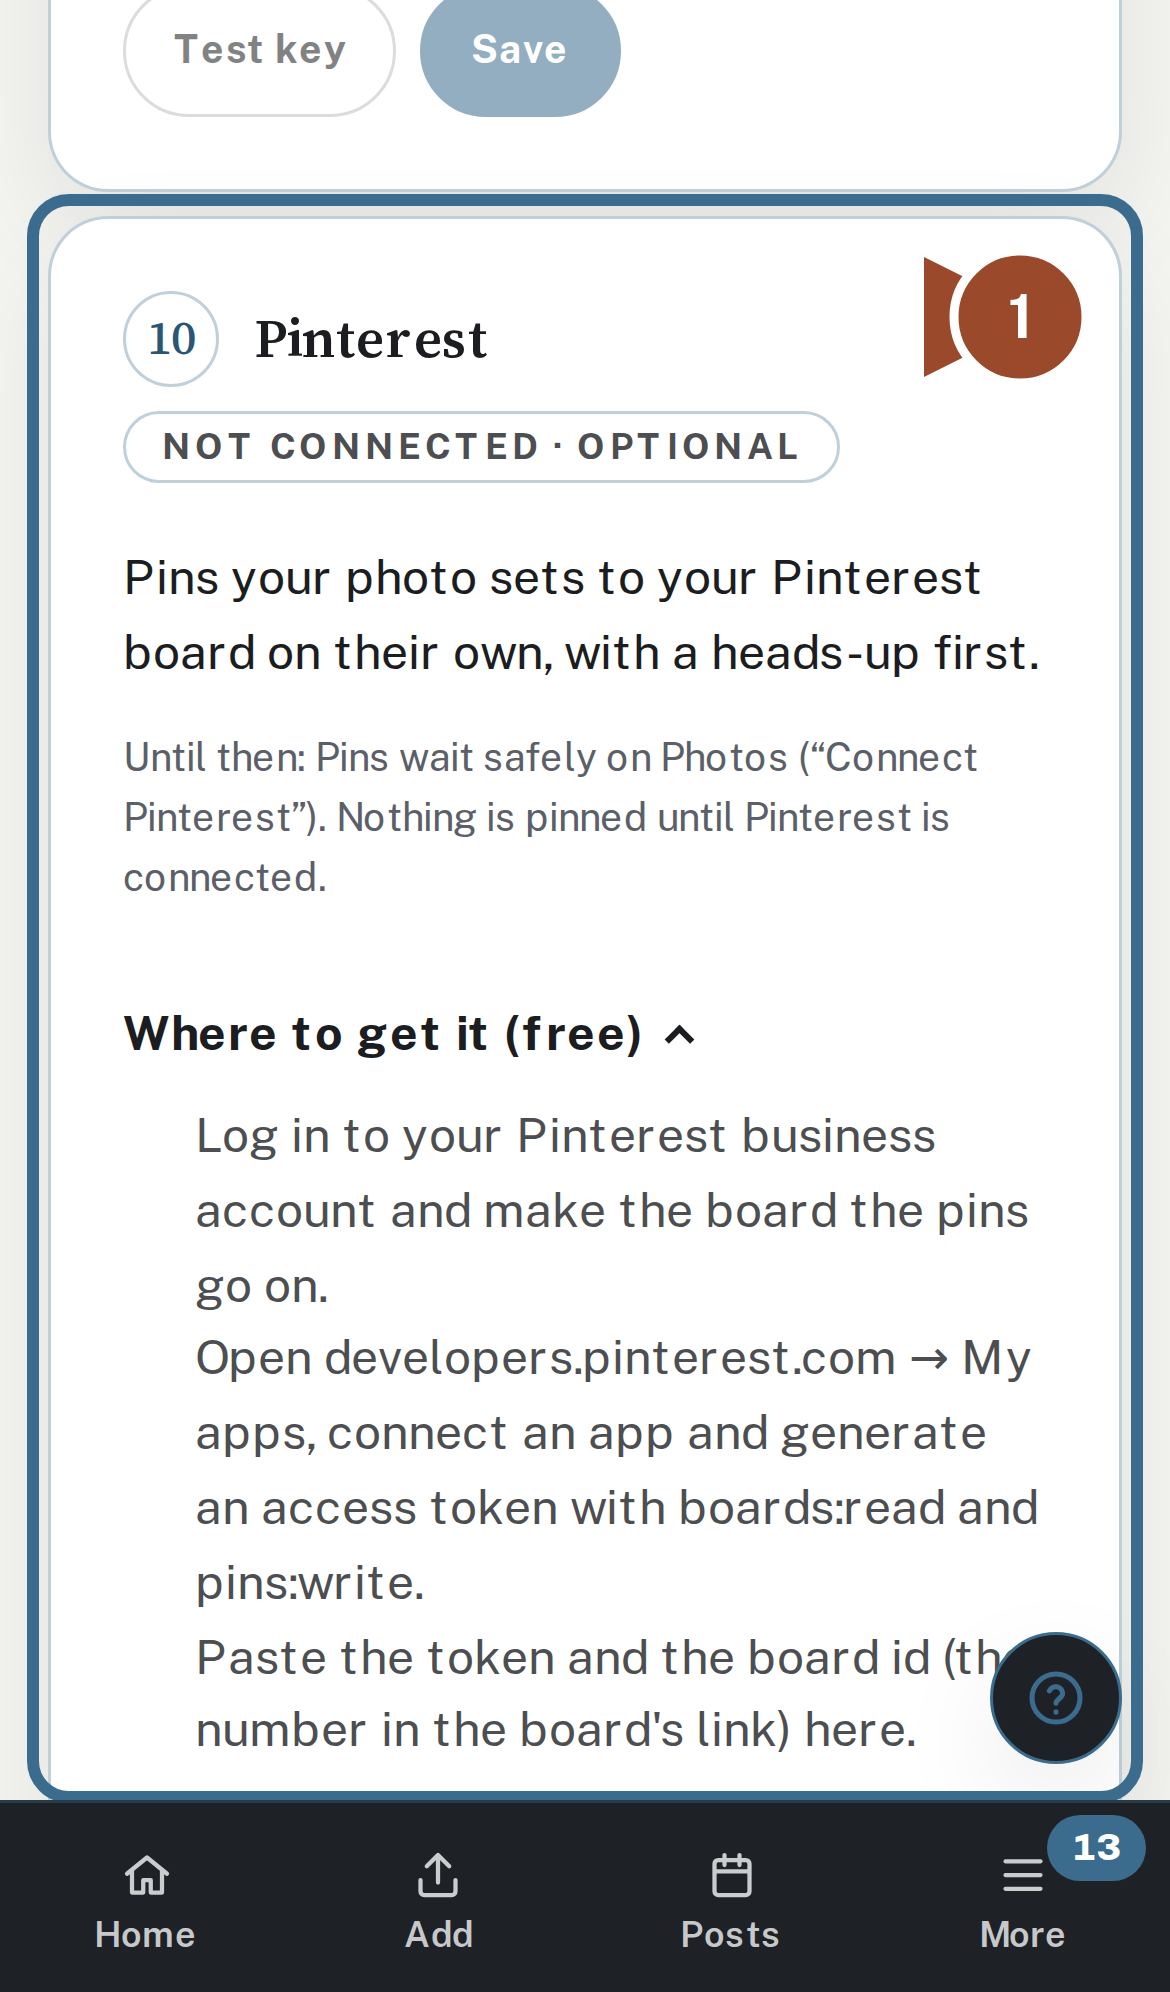 Test key
Save
10
Pinterest
1
NOT CONNECTED · OPTIONAL
Pins your photo sets to your Pinterest
board on their own, with a heads-up first.
Until then: Pins wait safely on Photos (“Connect
Pinterest”). Nothing is pinned until Pinterest is
connected.
Where to get it (free)
Log in to your Pinterest business
account and make the board the pins
go on.
Open developers.pinterest.com → My
apps, connect an app and generate
an access token with boards:read and
pins:write.
Paste the token and the board id (the
number in the board's link) here.
13
Home
Add
Posts
More